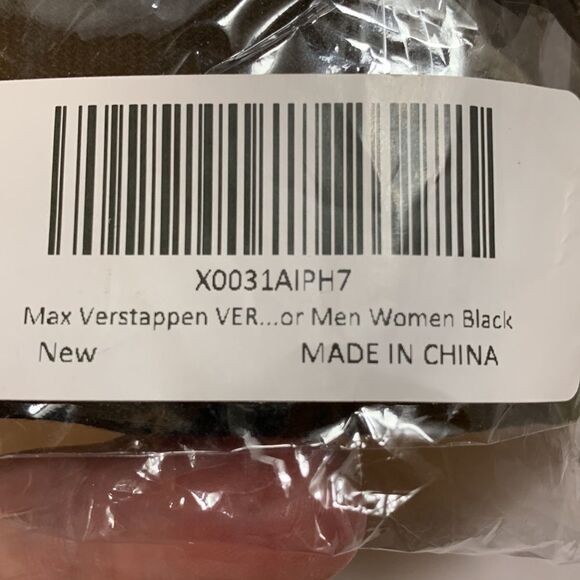 X0031AIPH7
Max Verstappen VER...or Men Women Black
New MADE IN CHINA